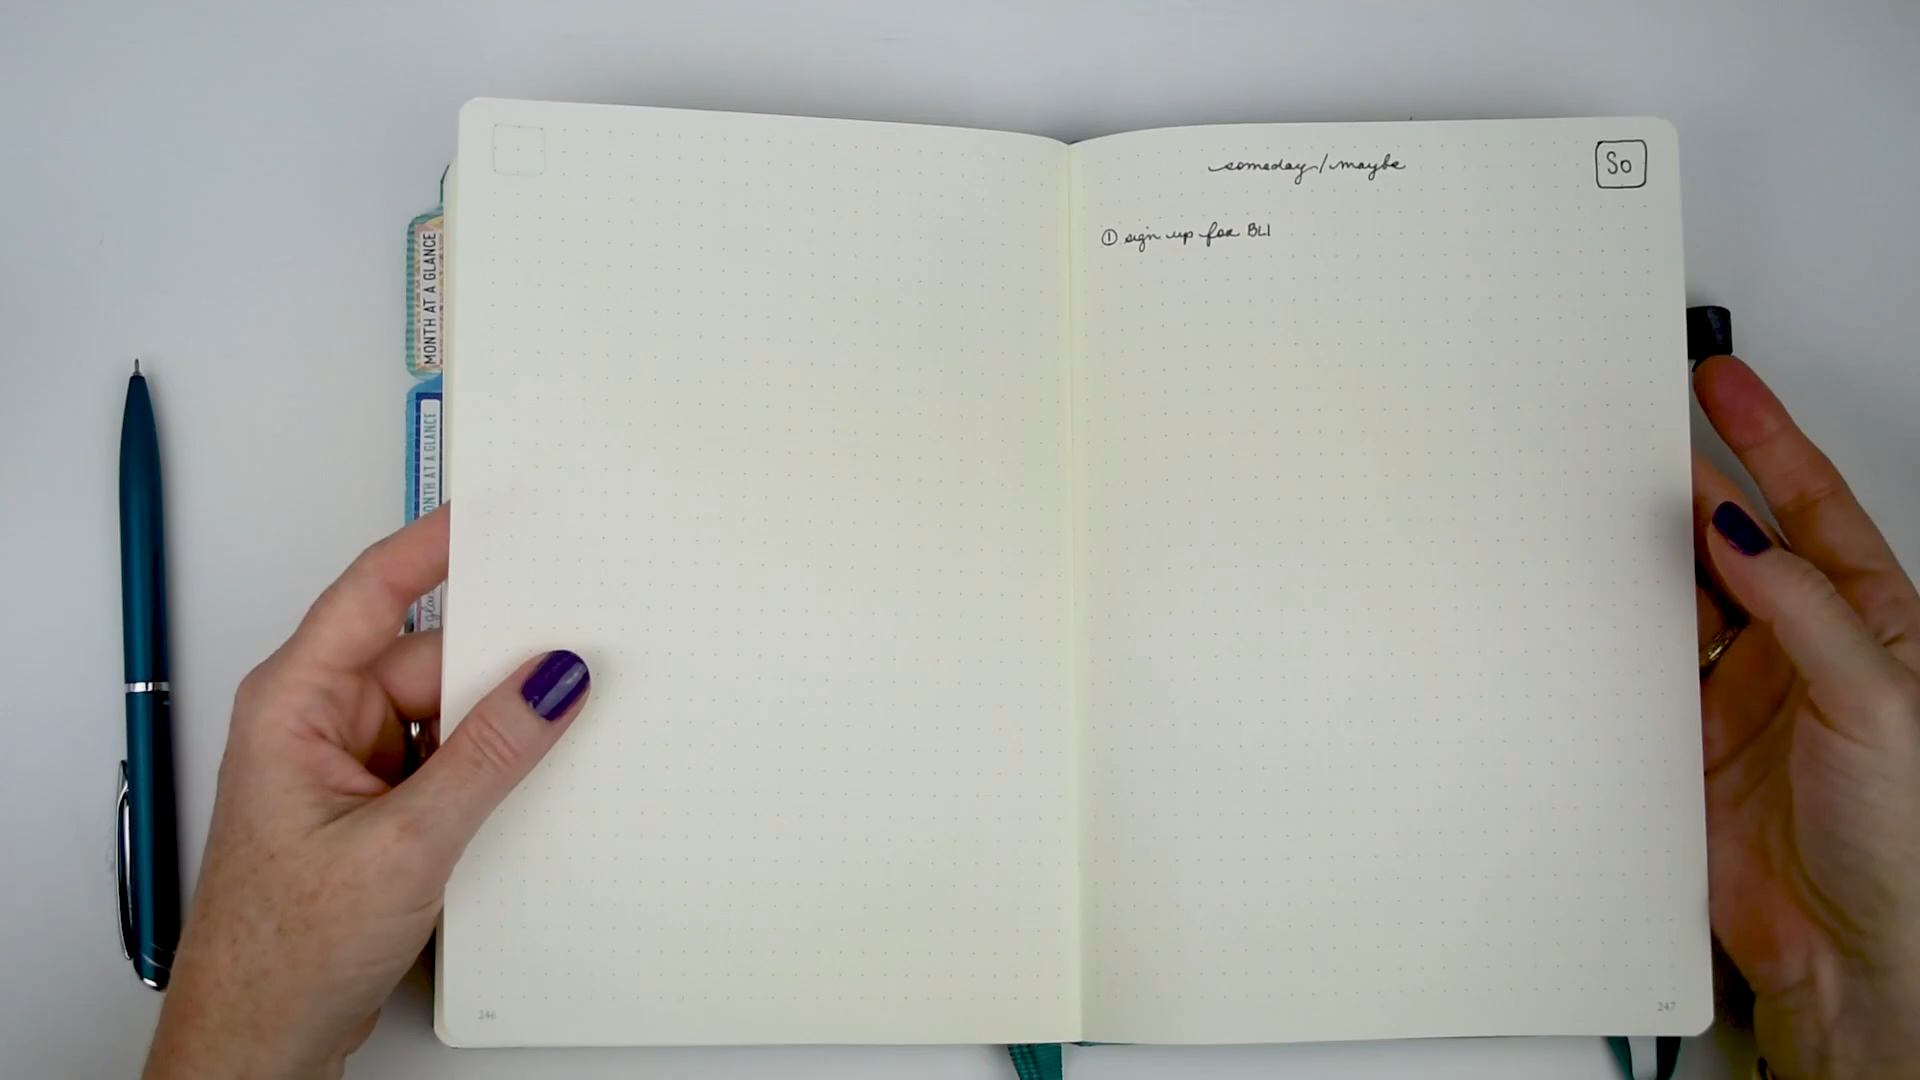 MONTH AT A GLANCE
MONTH AT A GLANCE
someday/maybe
So
① sign up for BLI
246
247